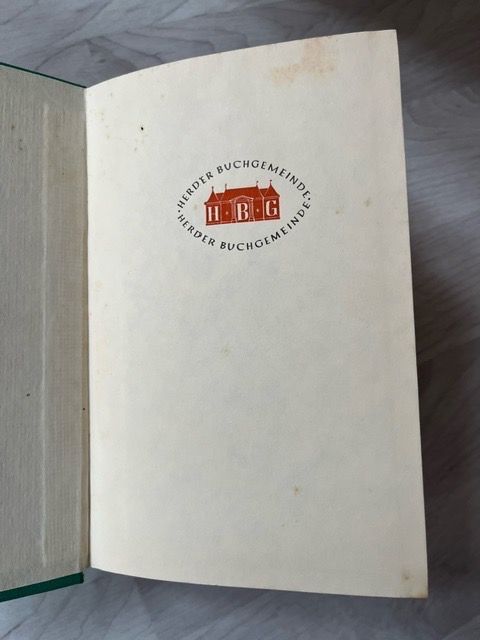 · HERDER BUCHGEMEINDE ·
H · B · G
HERDER BUCHGEMEINDE